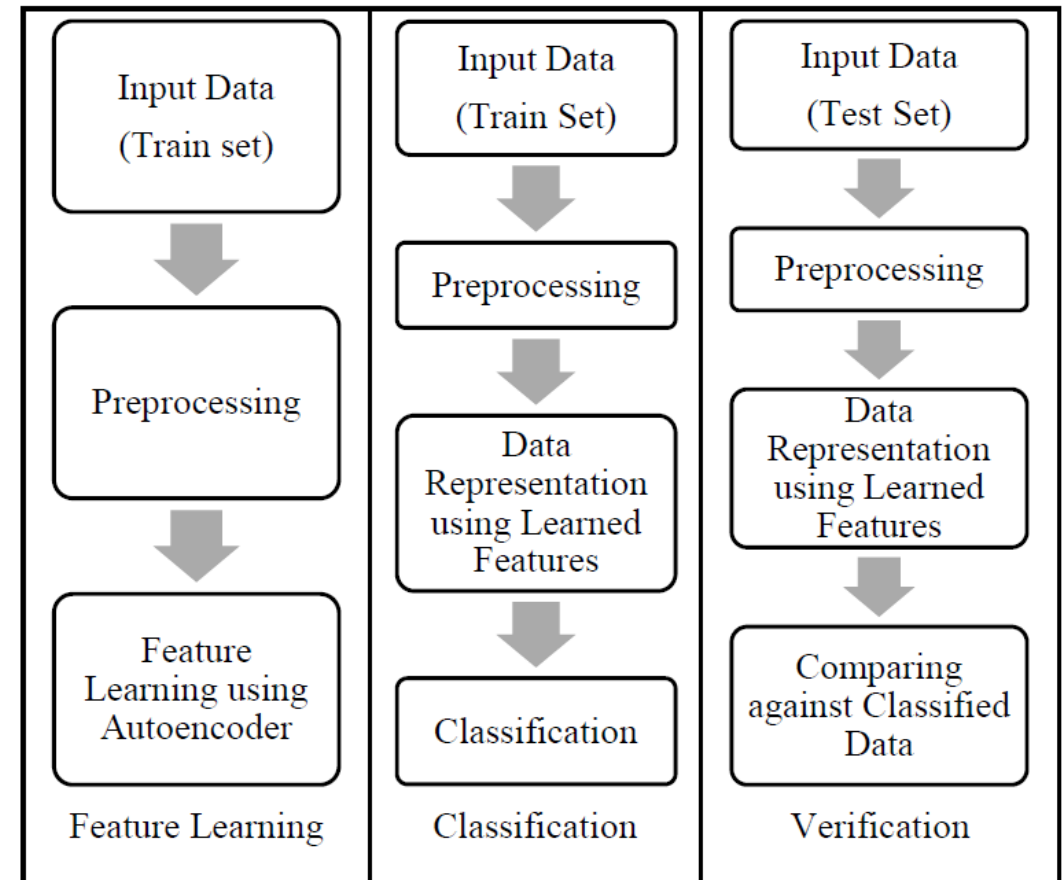 Input Data
(Train set)
Preprocessing
Feature
Learning using
Autoencoder
Feature Learning
Input Data
(Train Set)
Preprocessing
Data
Representation
using Learned
Features
Classification
Classification
Input Data
(Test Set)
Preprocessing
Data
Representation
using Learned
Features
Comparing
against Classified
Data
Verification